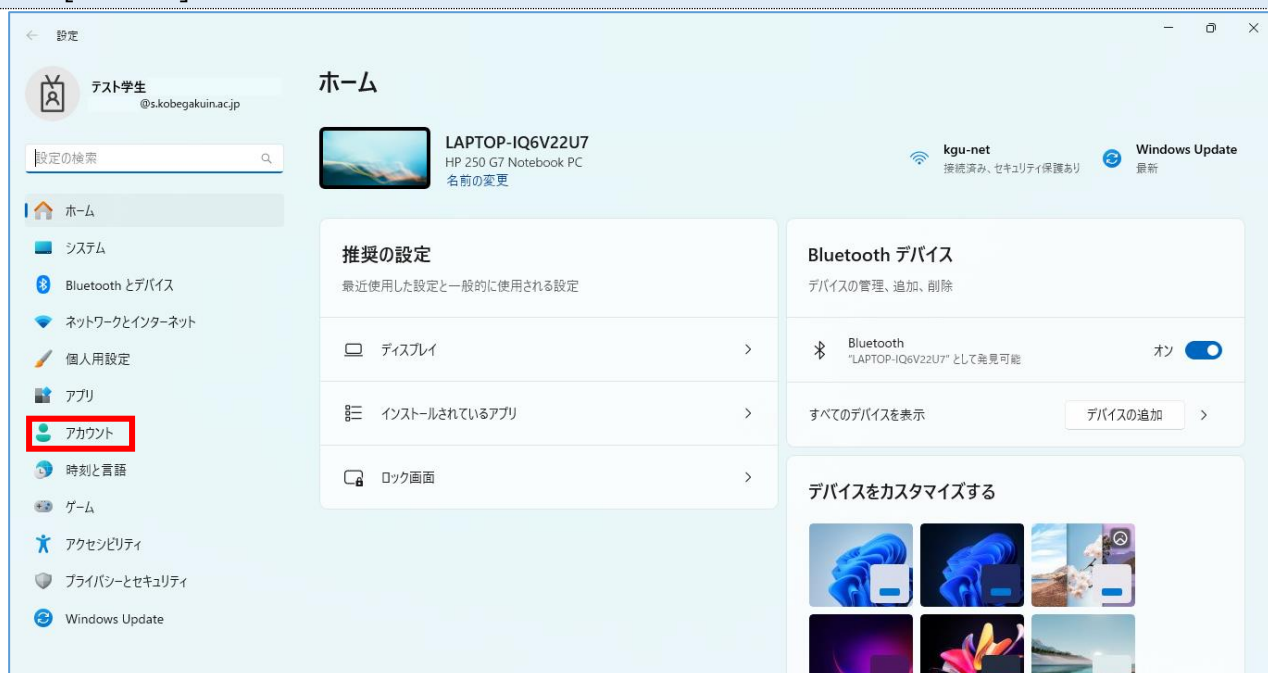 設定
テスト学生
@s.kobegakuin.ac.jp
設定の検索
ホーム
システム
Bluetooth とデバイス
ネットワークとインターネット
個人用設定
アプリ
アカウント
時刻と言語
ゲーム
アクセシビリティ
プライバシーとセキュリティ
Windows Update
ホーム
LAPTOP-IQ6V22U7
HP 250 G7 Notebook PC
名前の変更
kgu-net
接続済み、セキュリティ保護あり
Windows Update
最新
推奨の設定
最近使用した設定と一般的に使用される設定
ディスプレイ
インストールされているアプリ
ロック画面
Bluetooth デバイス
デバイスの管理、追加、削除
Bluetooth
"LAPTOP-IQ6V22U7" として発見可能
オン
すべてのデバイスを表示
デバイスの追加
デバイスをカスタマイズする